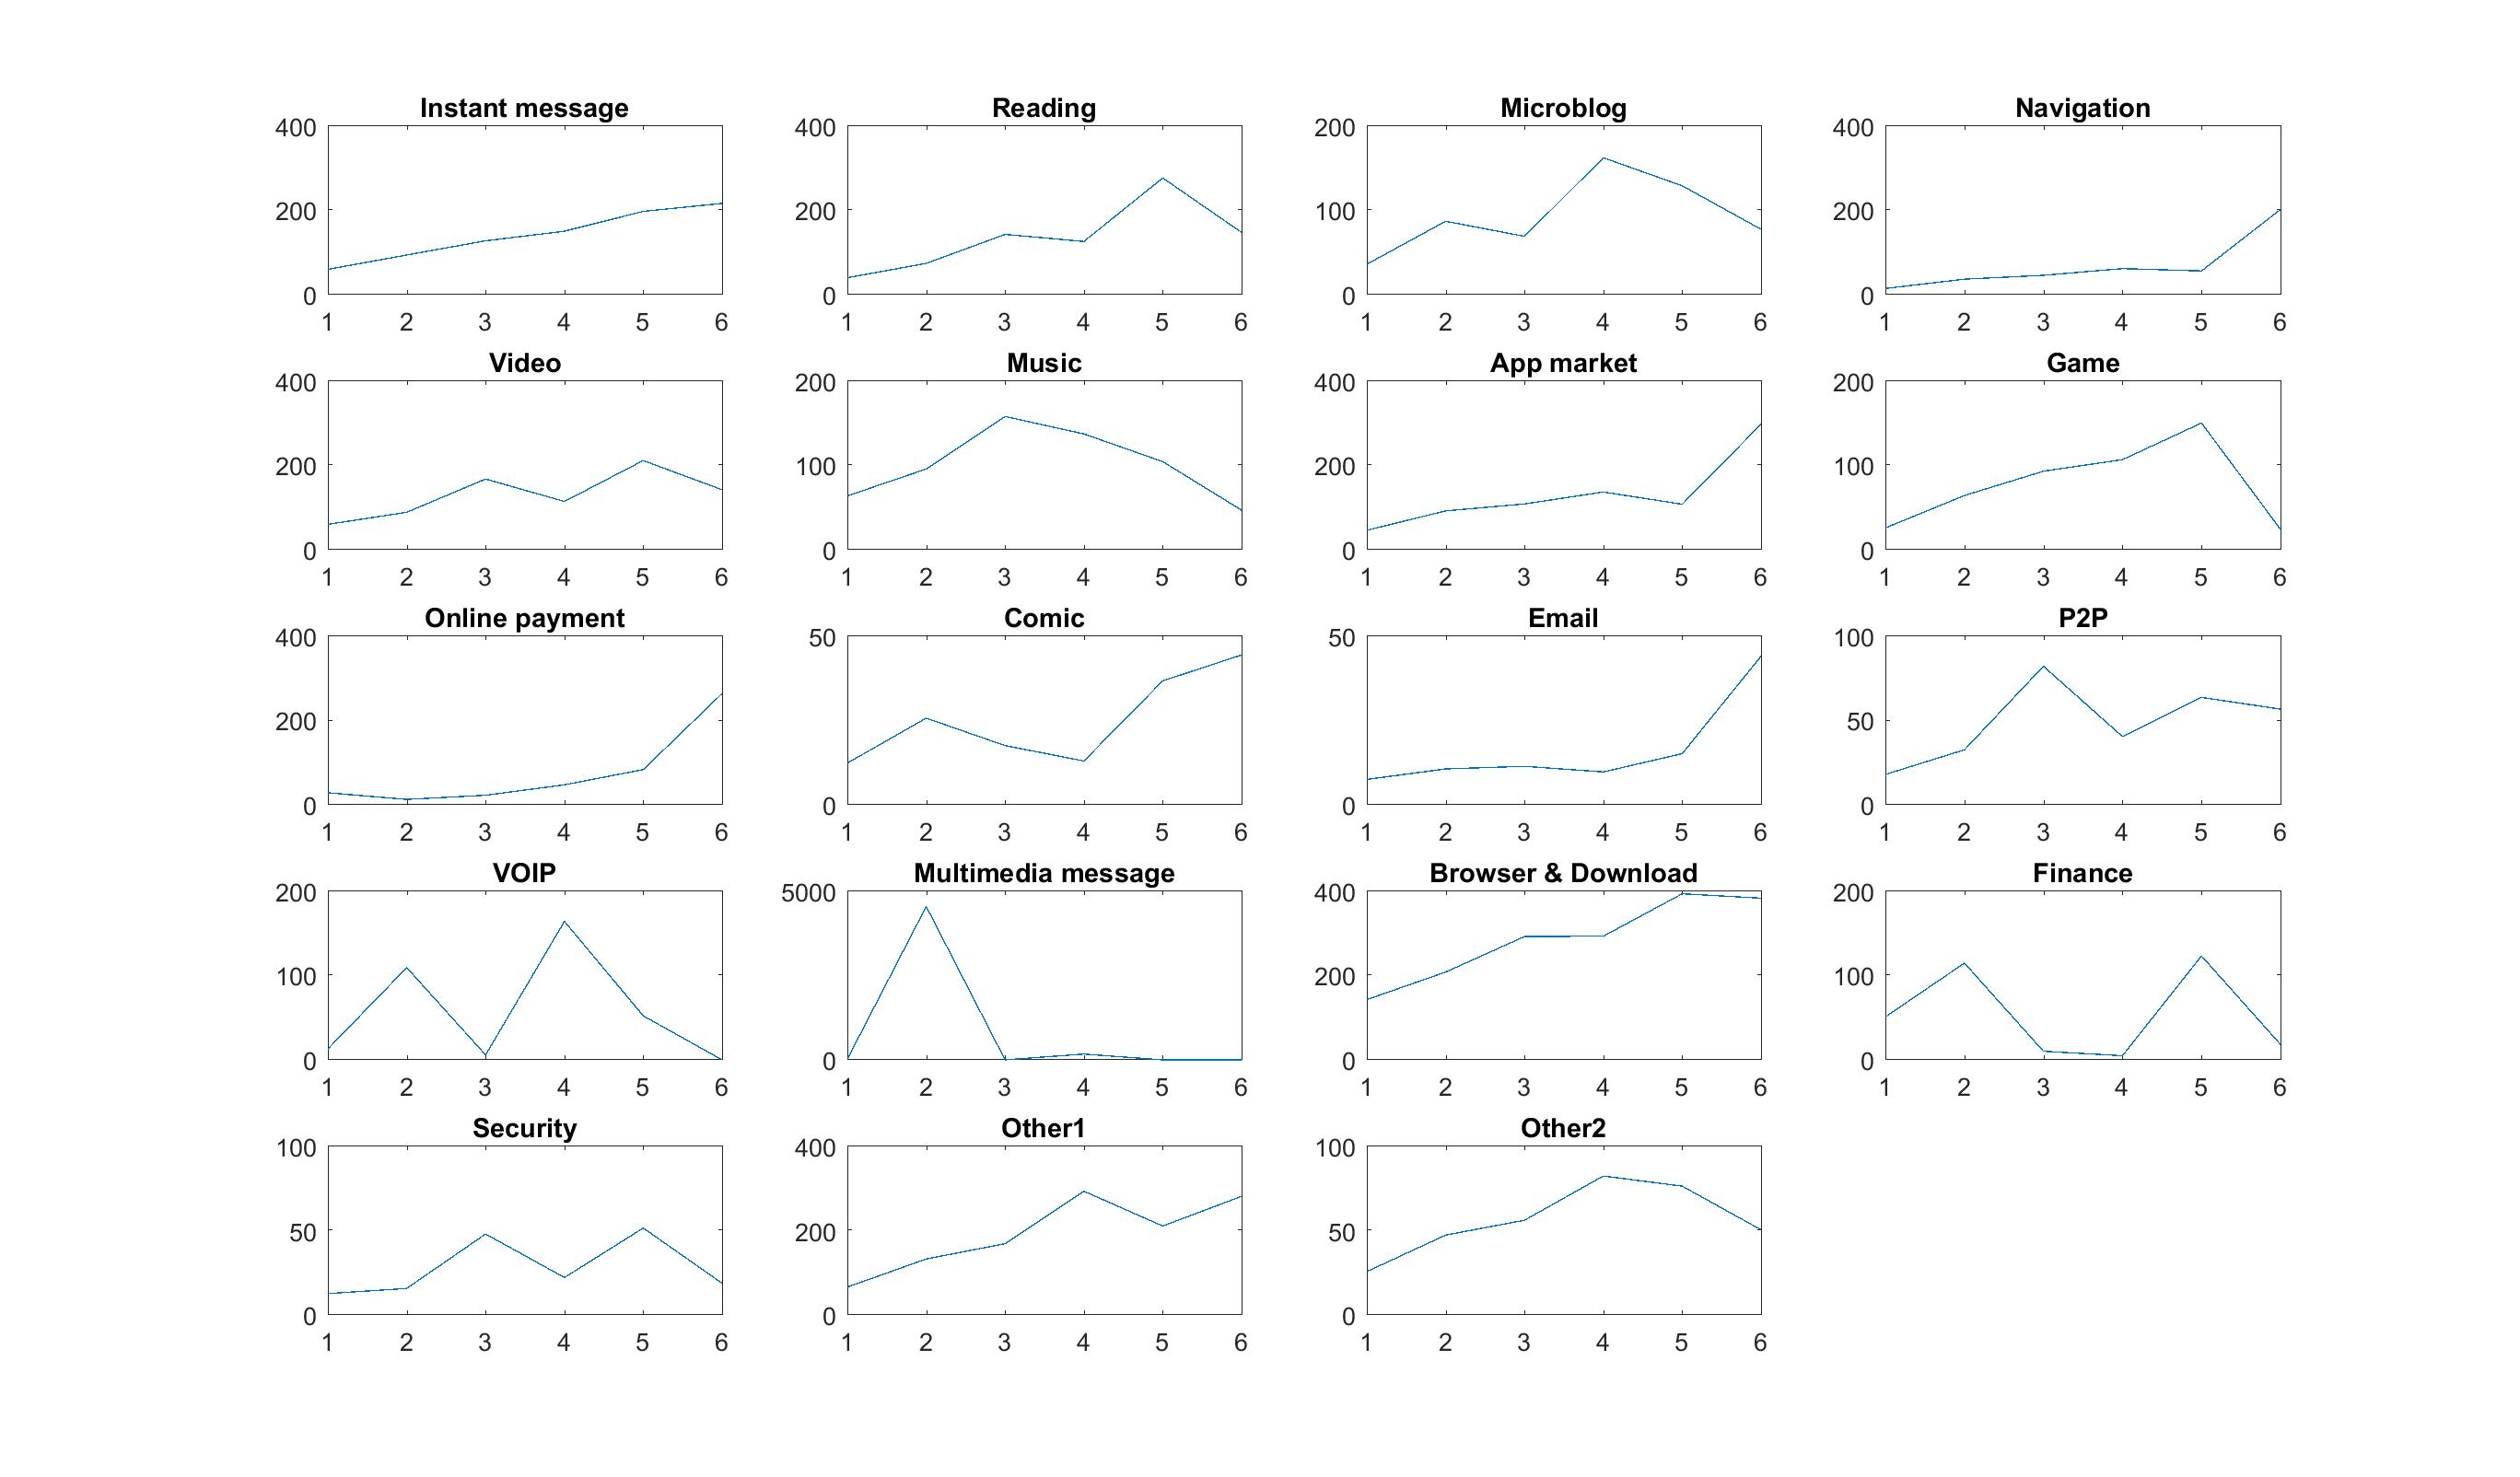 Instant message
400
200
0
1 2 3 4 5 6
Reading
400
200
0
1 2 3 4 5 6
Microblog
200
100
0
1 2 3 4 5 6
Navigation
400
200
0
1 2 3 4 5 6
Video
400
200
0
1 2 3 4 5 6
Music
200
100
0
1 2 3 4 5 6
App market
400
200
0
1 2 3 4 5 6
Game
200
100
0
1 2 3 4 5 6
Online payment
400
200
0
1 2 3 4 5 6
Comic
50
0
1 2 3 4 5 6
Email
50
0
1 2 3 4 5 6
P2P
100
50
0
1 2 3 4 5 6
VOIP
200
100
0
1 2 3 4 5 6
Multimedia message
5000
0
1 2 3 4 5 6
Browser & Download
400
200
0
1 2 3 4 5 6
Finance
200
100
0
1 2 3 4 5 6
Security
100
50
0
1 2 3 4 5 6
Other1
400
200
0
1 2 3 4 5 6
Other2
100
50
0
1 2 3 4 5 6